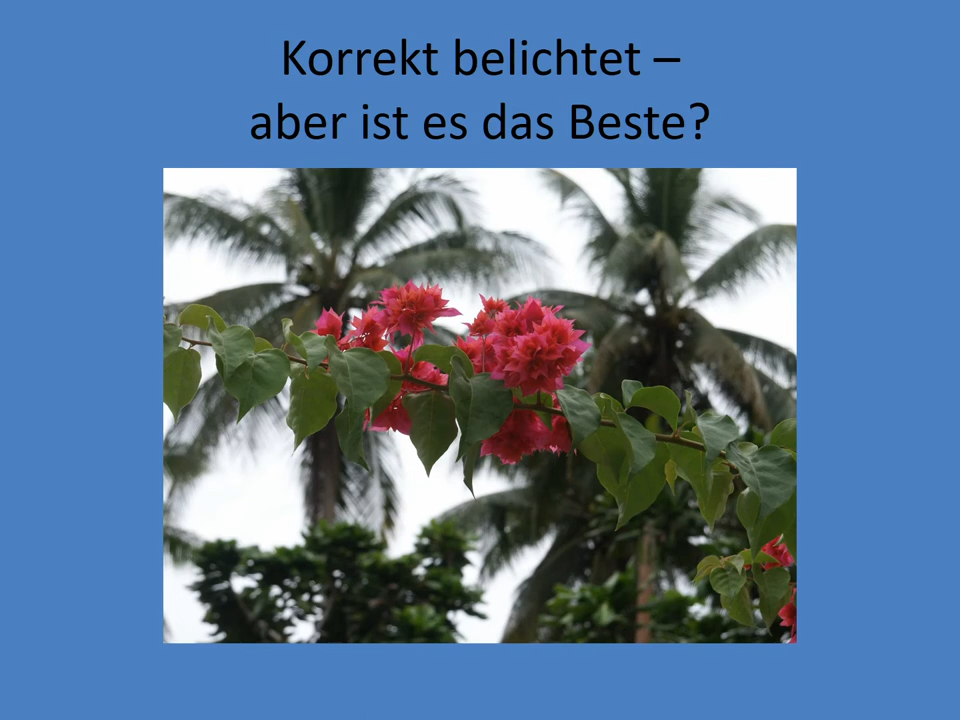 Korrekt belichtet –
aber ist es das Beste?